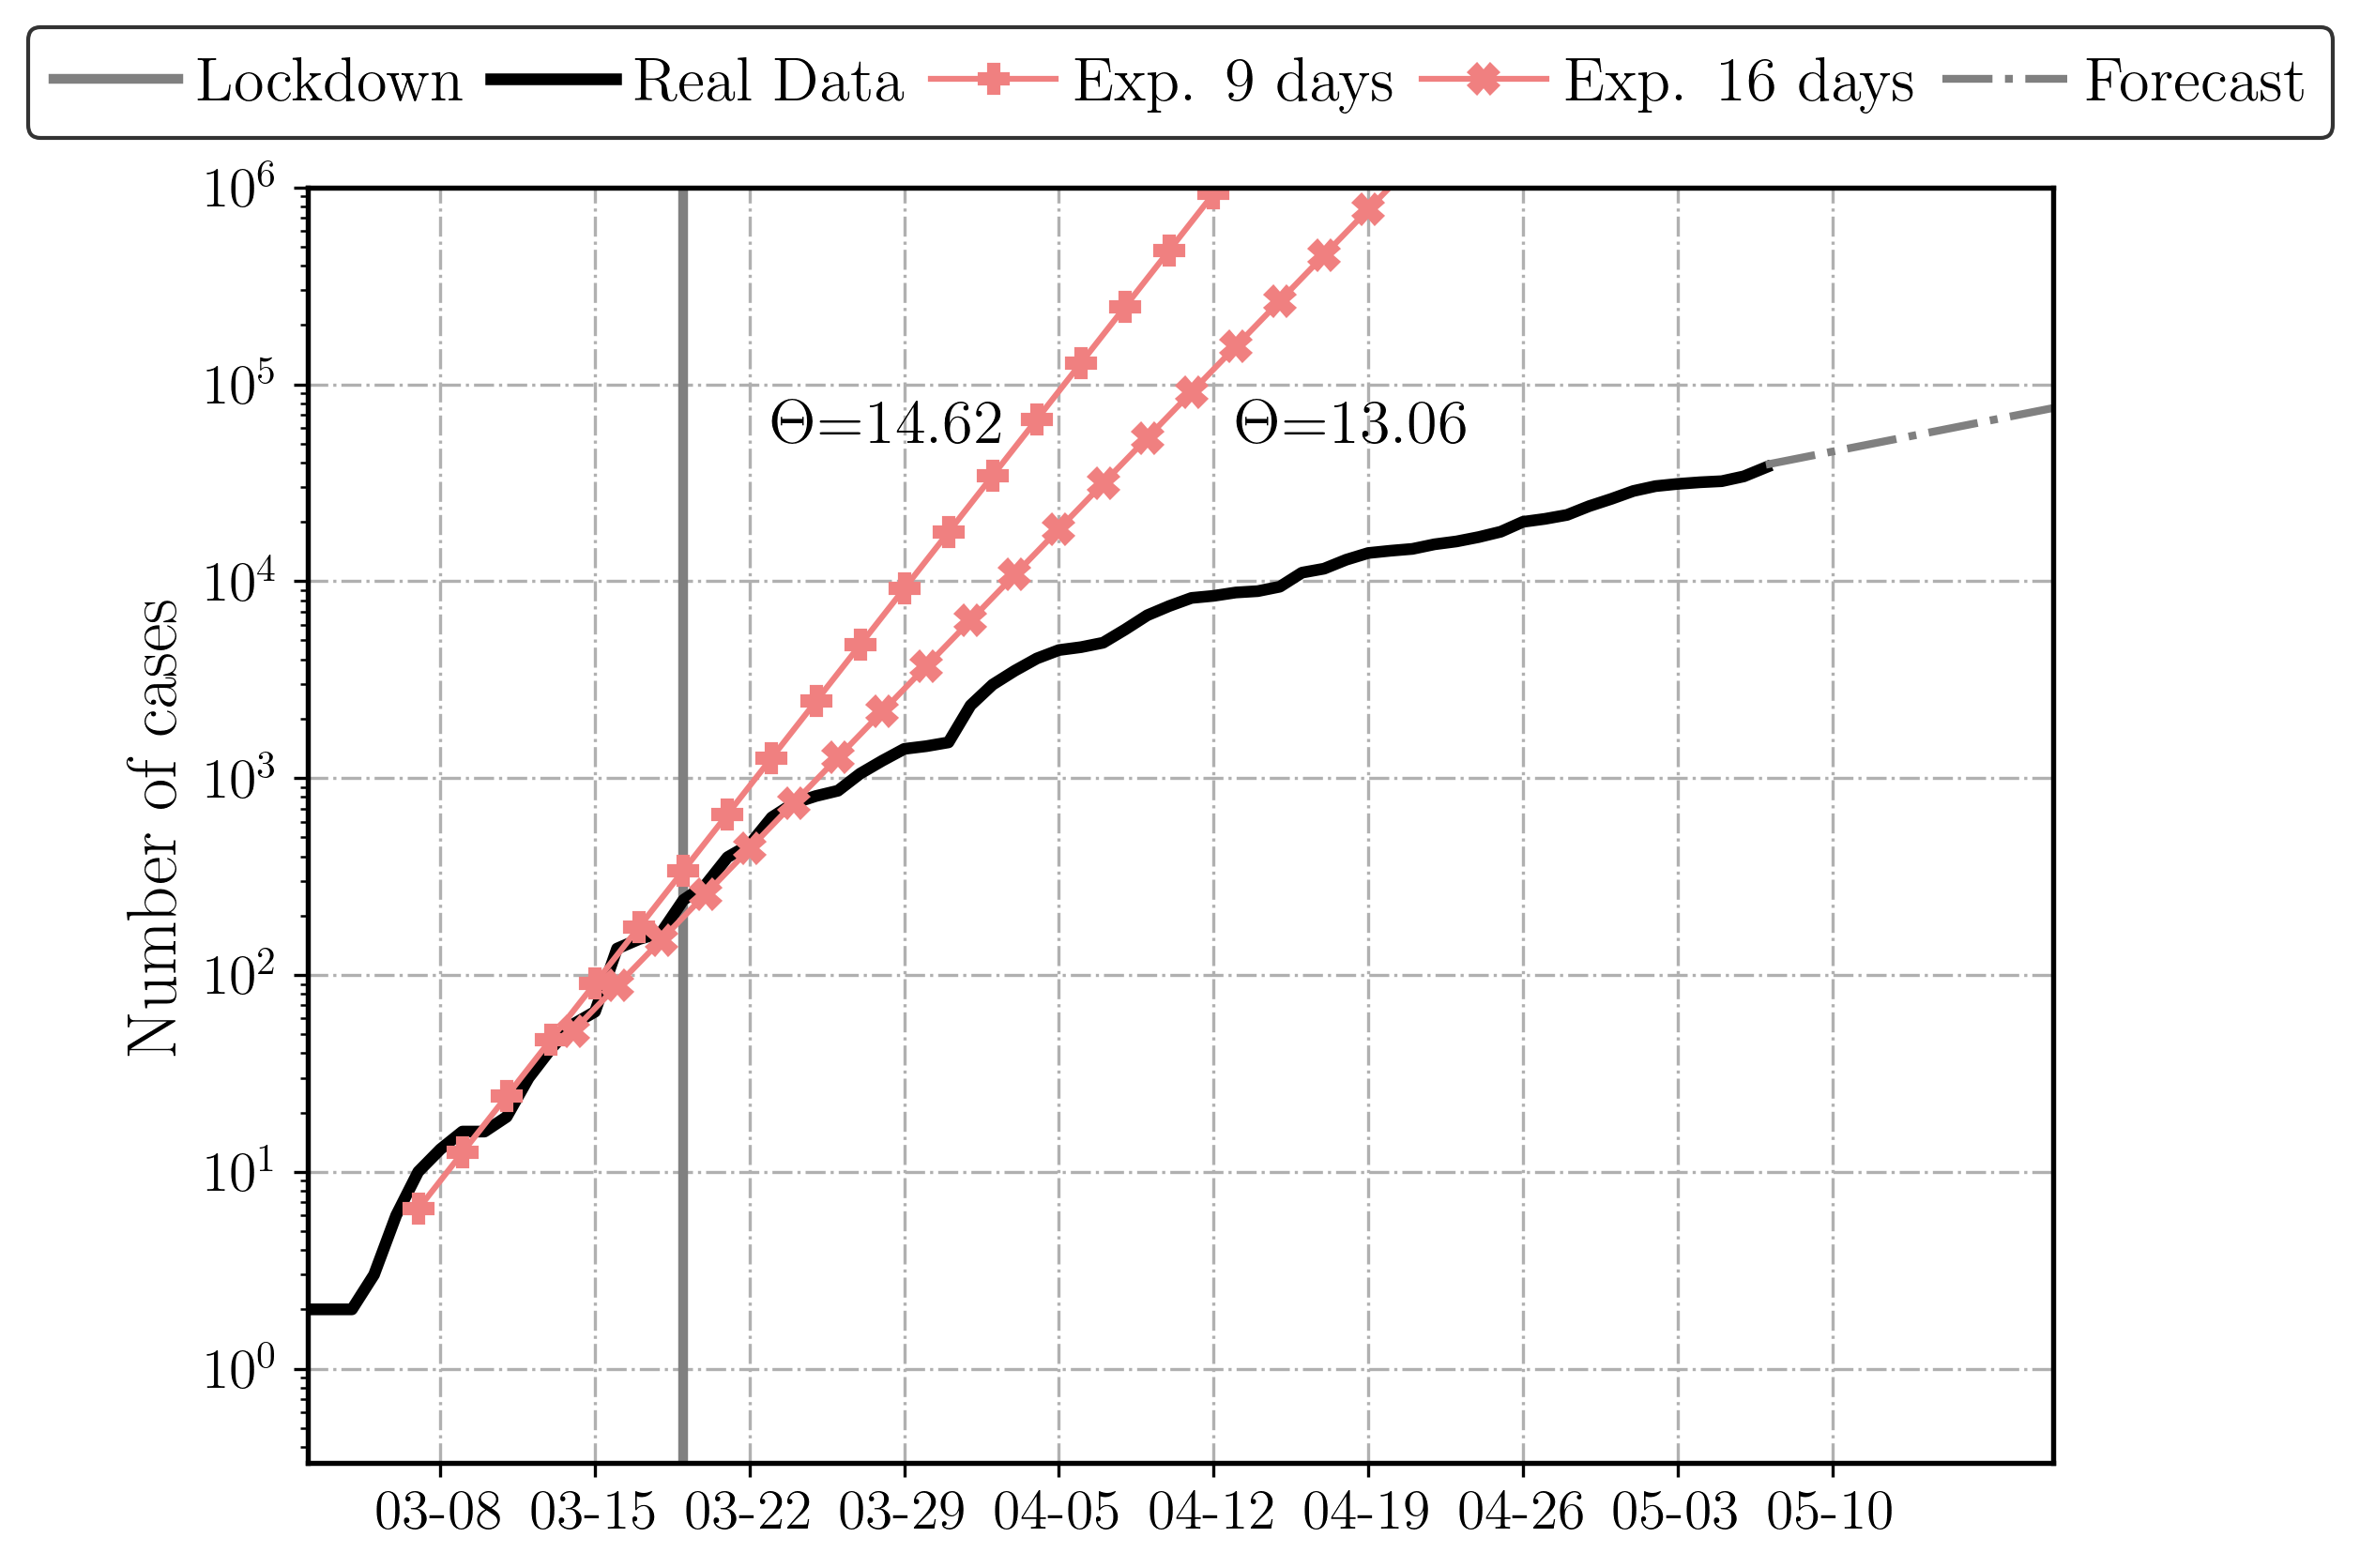 Lockdown Real Data Exp. 9 days Exp. 16 days Forecast
10^6
10^5
Θ=14.62 Θ=13.06
10^4
10^3
10^2
10^1
10^0
Number of cases
03-08 03-15 03-22 03-29 04-05 04-12 04-19 04-26 05-03 05-10